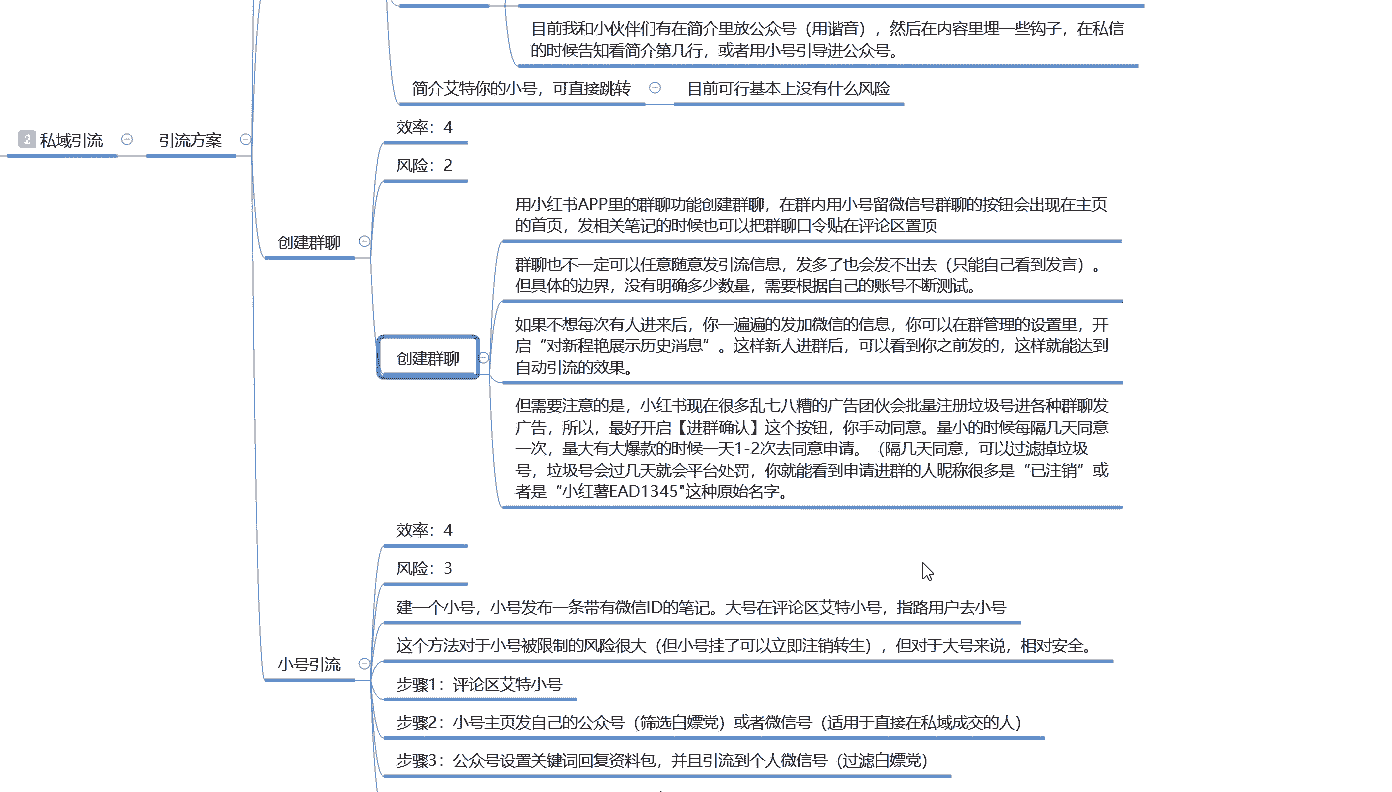 目前我和小伙伴们有在简介里放公众号（用谐音），然后在内容里埋一些钩子，在私信
的时候告知看简介第几行，或者用小号引导进公众号。
简介艾特你的小号，可直接跳转
目前可行基本上没有什么风险
2 私域引流
引流方案
效率：4
风险：2
创建群聊
用小红书APP里的群聊功能创建群聊，在群内用小号留微信号群聊的按钮会出现在主页
的首页，发相关笔记的时候也可以把群聊口令贴在评论区置顶
群聊也不一定可以任意随意发引流信息，发多了也会发不出去（只能自己看到发言）。
但具体的边界，没有明确多少数量，需要根据自己的账号不断测试。
创建群聊
如果不想每次有人进来后，你一遍遍的发加微信的信息，你可以在群管理的设置里，开
启“对新程艳展示历史消息”。这样新人进群后，可以看到你之前发的，这样就能达到
自动引流的效果。
但需要注意的是，小红书现在很多乱七八糟的广告团伙会批量注册垃圾号进各种群聊发
广告，所以，最好开启【进群确认】这个按钮，你手动同意。量小的时候每隔几天同意
一次，量大有大爆款的时候一天1-2次去同意申请。（隔几天同意，可以过滤掉垃圾
号，垃圾号会过几天就会平台处罚，你就能看到申请进群的人昵称很多是“已注销”或
者是“小红薯EAD1345"这种原始名字。
小号引流
效率：4
风险：3
建一个小号，小号发布一条带有微信ID的笔记。大号在评论区艾特小号，指路用户去小号
这个方法对于小号被限制的风险很大（但小号挂了可以立即注销转生），但对于大号来说，相对安全。
步骤1：评论区艾特小号
步骤2：小号主页发自己的公众号（筛选白嫖党）或者微信号（适用于直接在私域成交的人）
步骤3：公众号设置关键词回复资料包，并且引流到个人微信号（过滤白嫖党）